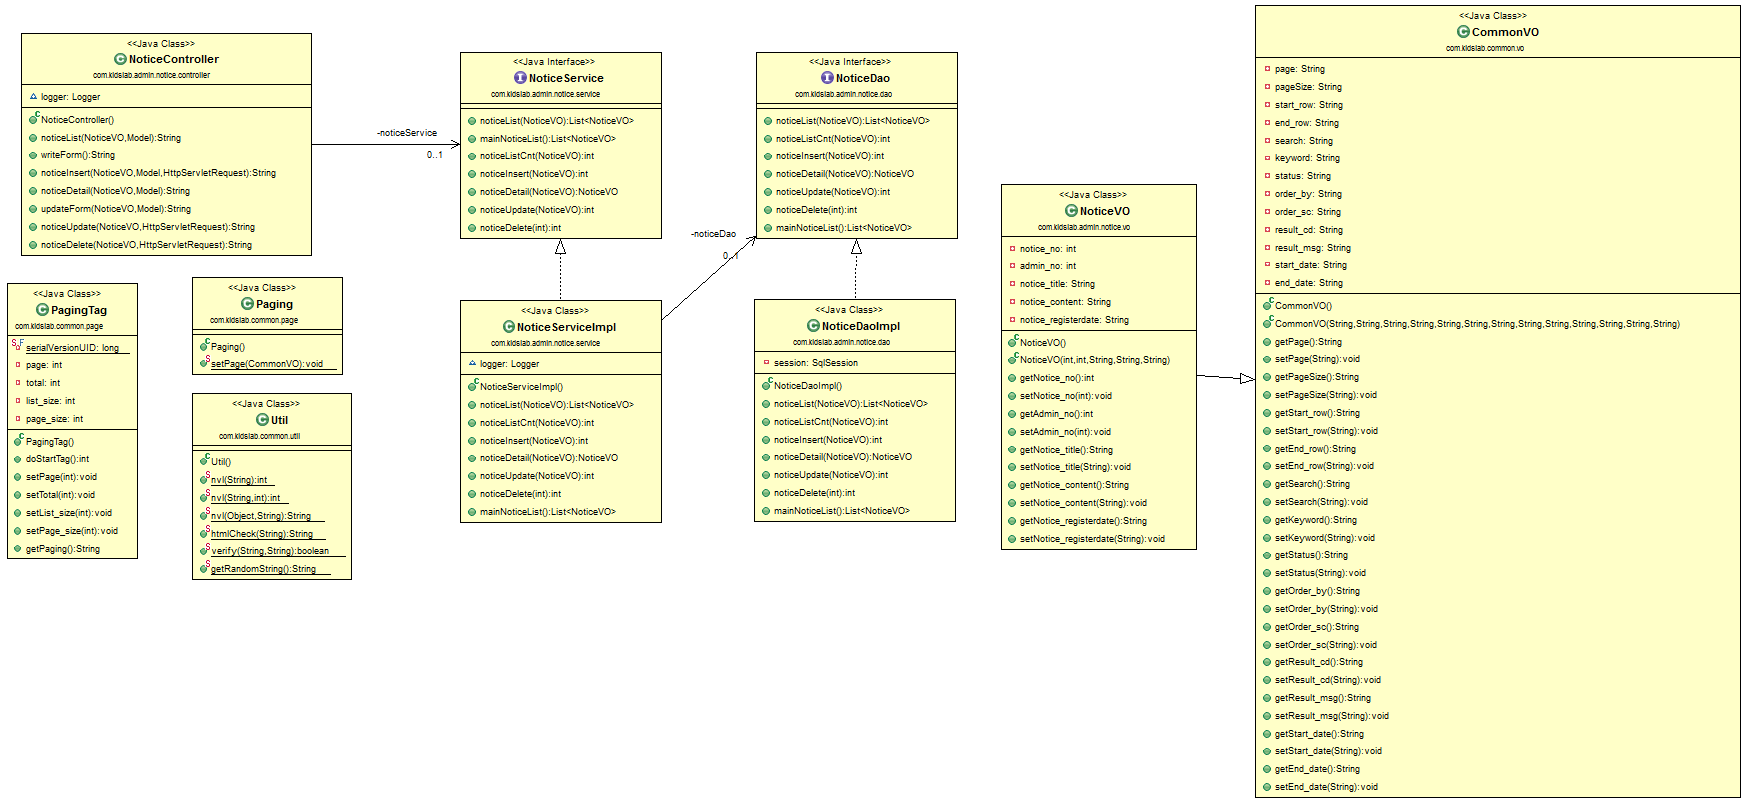 <<Java Class>>
NoticeController
com.kidslab.admin.notice.controller
logger: Logger
NoticeController()
noticeList(NoticeVO,Model):String
writeForm():String
noticeInsert(NoticeVO,Model,HttpServletRequest):String
noticeDetail(NoticeVO,Model):String
updateForm(NoticeVO,Model):String
noticeUpdate(NoticeVO,HttpServletRequest):String
noticeDelete(NoticeVO,HttpServletRequest):String
-noticeService
0..1
<<Java Interface>>
NoticeService
com.kidslab.admin.notice.service
noticeList(NoticeVO):List<NoticeVO>
mainNoticeList():List<NoticeVO>
noticeListCnt(NoticeVO):int
noticeInsert(NoticeVO):int
noticeDetail(NoticeVO):NoticeVO
noticeUpdate(NoticeVO):int
noticeDelete(int):int
<<Java Interface>>
NoticeDao
com.kidslab.admin.notice.dao
noticeList(NoticeVO):List<NoticeVO>
noticeListCnt(NoticeVO):int
noticeInsert(NoticeVO):int
noticeDetail(NoticeVO):NoticeVO
noticeUpdate(NoticeVO):int
noticeDelete(int):int
mainNoticeList():List<NoticeVO>
-noticeDao
0..1
<<Java Class>>
PagingTag
com.kidslab.common.page
serialVersionUID: long
page: int
total: int
list_size: int
page_size: int
PagingTag()
doStartTag():int
setPage(int):void
setTotal(int):void
setList_size(int):void
setPage_size(int):void
getPaging():String
<<Java Class>>
Paging
com.kidslab.common.page
Paging()
setPage(CommonVO):void
<<Java Class>>
Util
com.kidslab.common.util
Util()
nvl(String):int
nvl(String,int):int
nvl(Object,String):String
htmlCheck(String):String
verify(String,String):boolean
getRandomString():String
<<Java Class>>
NoticeServiceImpl
com.kidslab.admin.notice.service
logger: Logger
NoticeServiceImpl()
noticeList(NoticeVO):List<NoticeVO>
noticeListCnt(NoticeVO):int
noticeInsert(NoticeVO):int
noticeDetail(NoticeVO):NoticeVO
noticeUpdate(NoticeVO):int
noticeDelete(int):int
mainNoticeList():List<NoticeVO>
<<Java Class>>
NoticeDaoImpl
com.kidslab.admin.notice.dao
session: SqlSession
NoticeDaoImpl()
noticeList(NoticeVO):List<NoticeVO>
noticeListCnt(NoticeVO):int
noticeInsert(NoticeVO):int
noticeDetail(NoticeVO):NoticeVO
noticeUpdate(NoticeVO):int
noticeDelete(int):int
mainNoticeList():List<NoticeVO>
<<Java Class>>
NoticeVO
com.kidslab.admin.notice.vo
notice_no: int
admin_no: int
notice_title: String
notice_content: String
notice_registerdate: String
NoticeVO()
NoticeVO(int,int,String,String,String)
getNotice_no():int
setNotice_no(int):void
getAdmin_no():int
setAdmin_no(int):void
getNotice_title():String
setNotice_title(String):void
getNotice_content():String
setNotice_content(String):void
getNotice_registerdate():String
setNotice_registerdate(String):void
<<Java Class>>
CommonVO
com.kidslab.common.vo
page: String
pageSize: String
start_row: String
end_row: String
search: String
keyword: String
status: String
order_by: String
order_sc: String
result_cd: String
result_msg: String
start_date: String
end_date: String
CommonVO()
CommonVO(String,String,String,String,String,String,String,String,String,String,String,String,String)
getPage():String
setPage(String):void
getPageSize():String
setPageSize(String):void
getStart_row():String
setStart_row(String):void
getEnd_row():String
setEnd_row(String):void
getSearch():String
setSearch(String):void
getKeyword():String
setKeyword(String):void
getStatus():String
setStatus(String):void
getOrder_by():String
setOrder_by(String):void
getOrder_sc():String
setOrder_sc(String):void
getResult_cd():String
setResult_cd(String):void
getResult_msg():String
setResult_msg(String):void
getStart_date():String
setStart_date(String):void
getEnd_date():String
setEnd_date(String):void